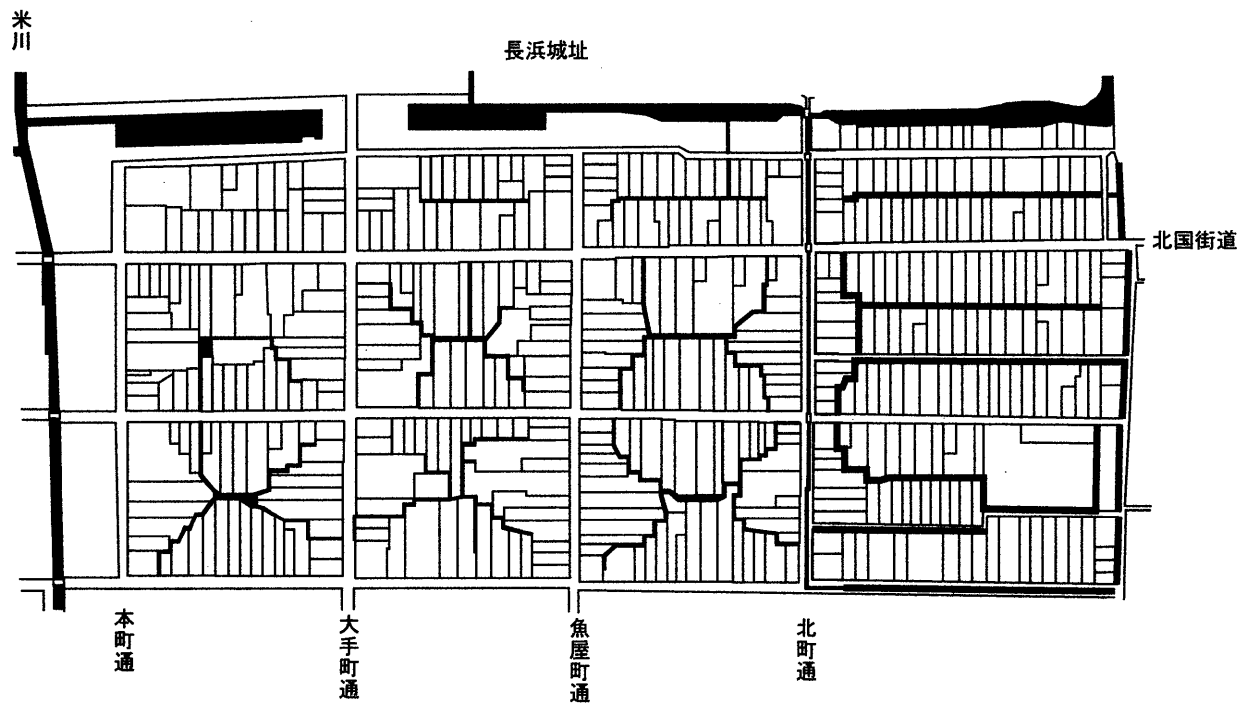 米川
長浜城址
北国街道
本町通
大手町通
魚屋町通
北町通